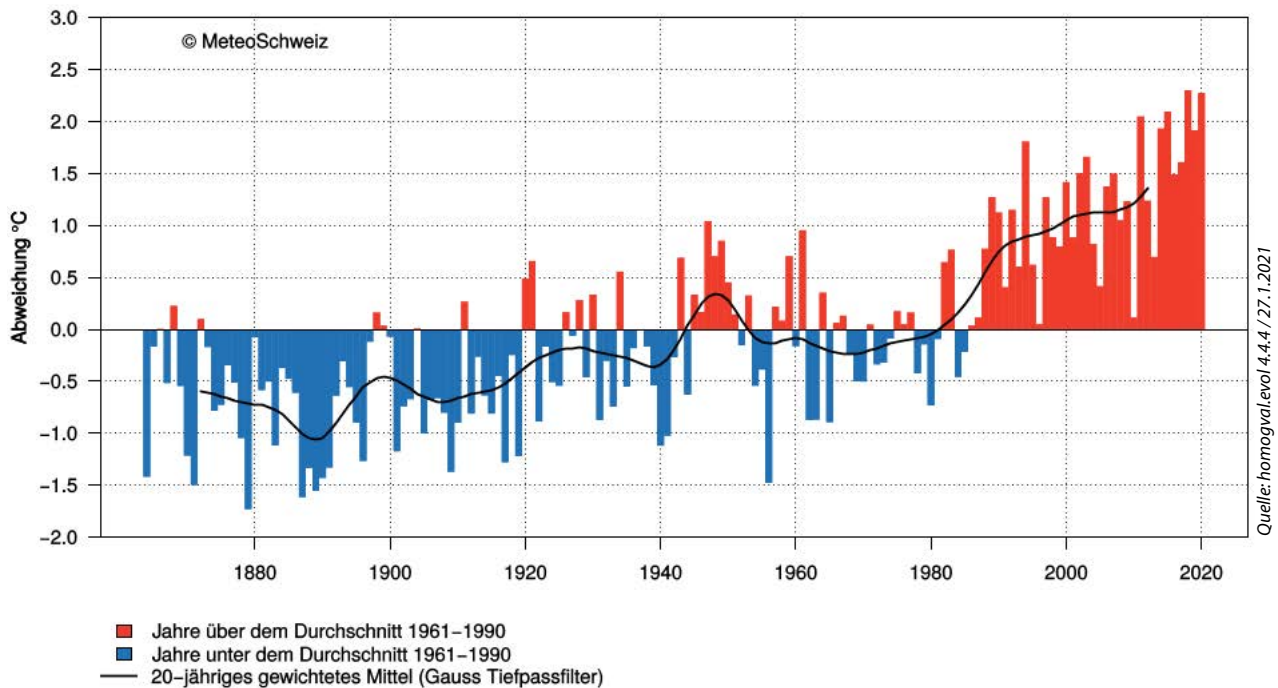 3.0
© MeteoSchweiz
2.5
2.0
1.5
1.0
0.5
0.0
−0.5
−1.0
−1.5
−2.0
Abweichung °C
1880 1900 1920 1940 1960 1980 2000 2020
Quelle: homogval.evol 4.4.4 / 27.1.2021
Jahre über dem Durchschnitt 1961−1990
Jahre unter dem Durchschnitt 1961−1990
20−jähriges gewichtetes Mittel (Gauss Tiefpassfilter)